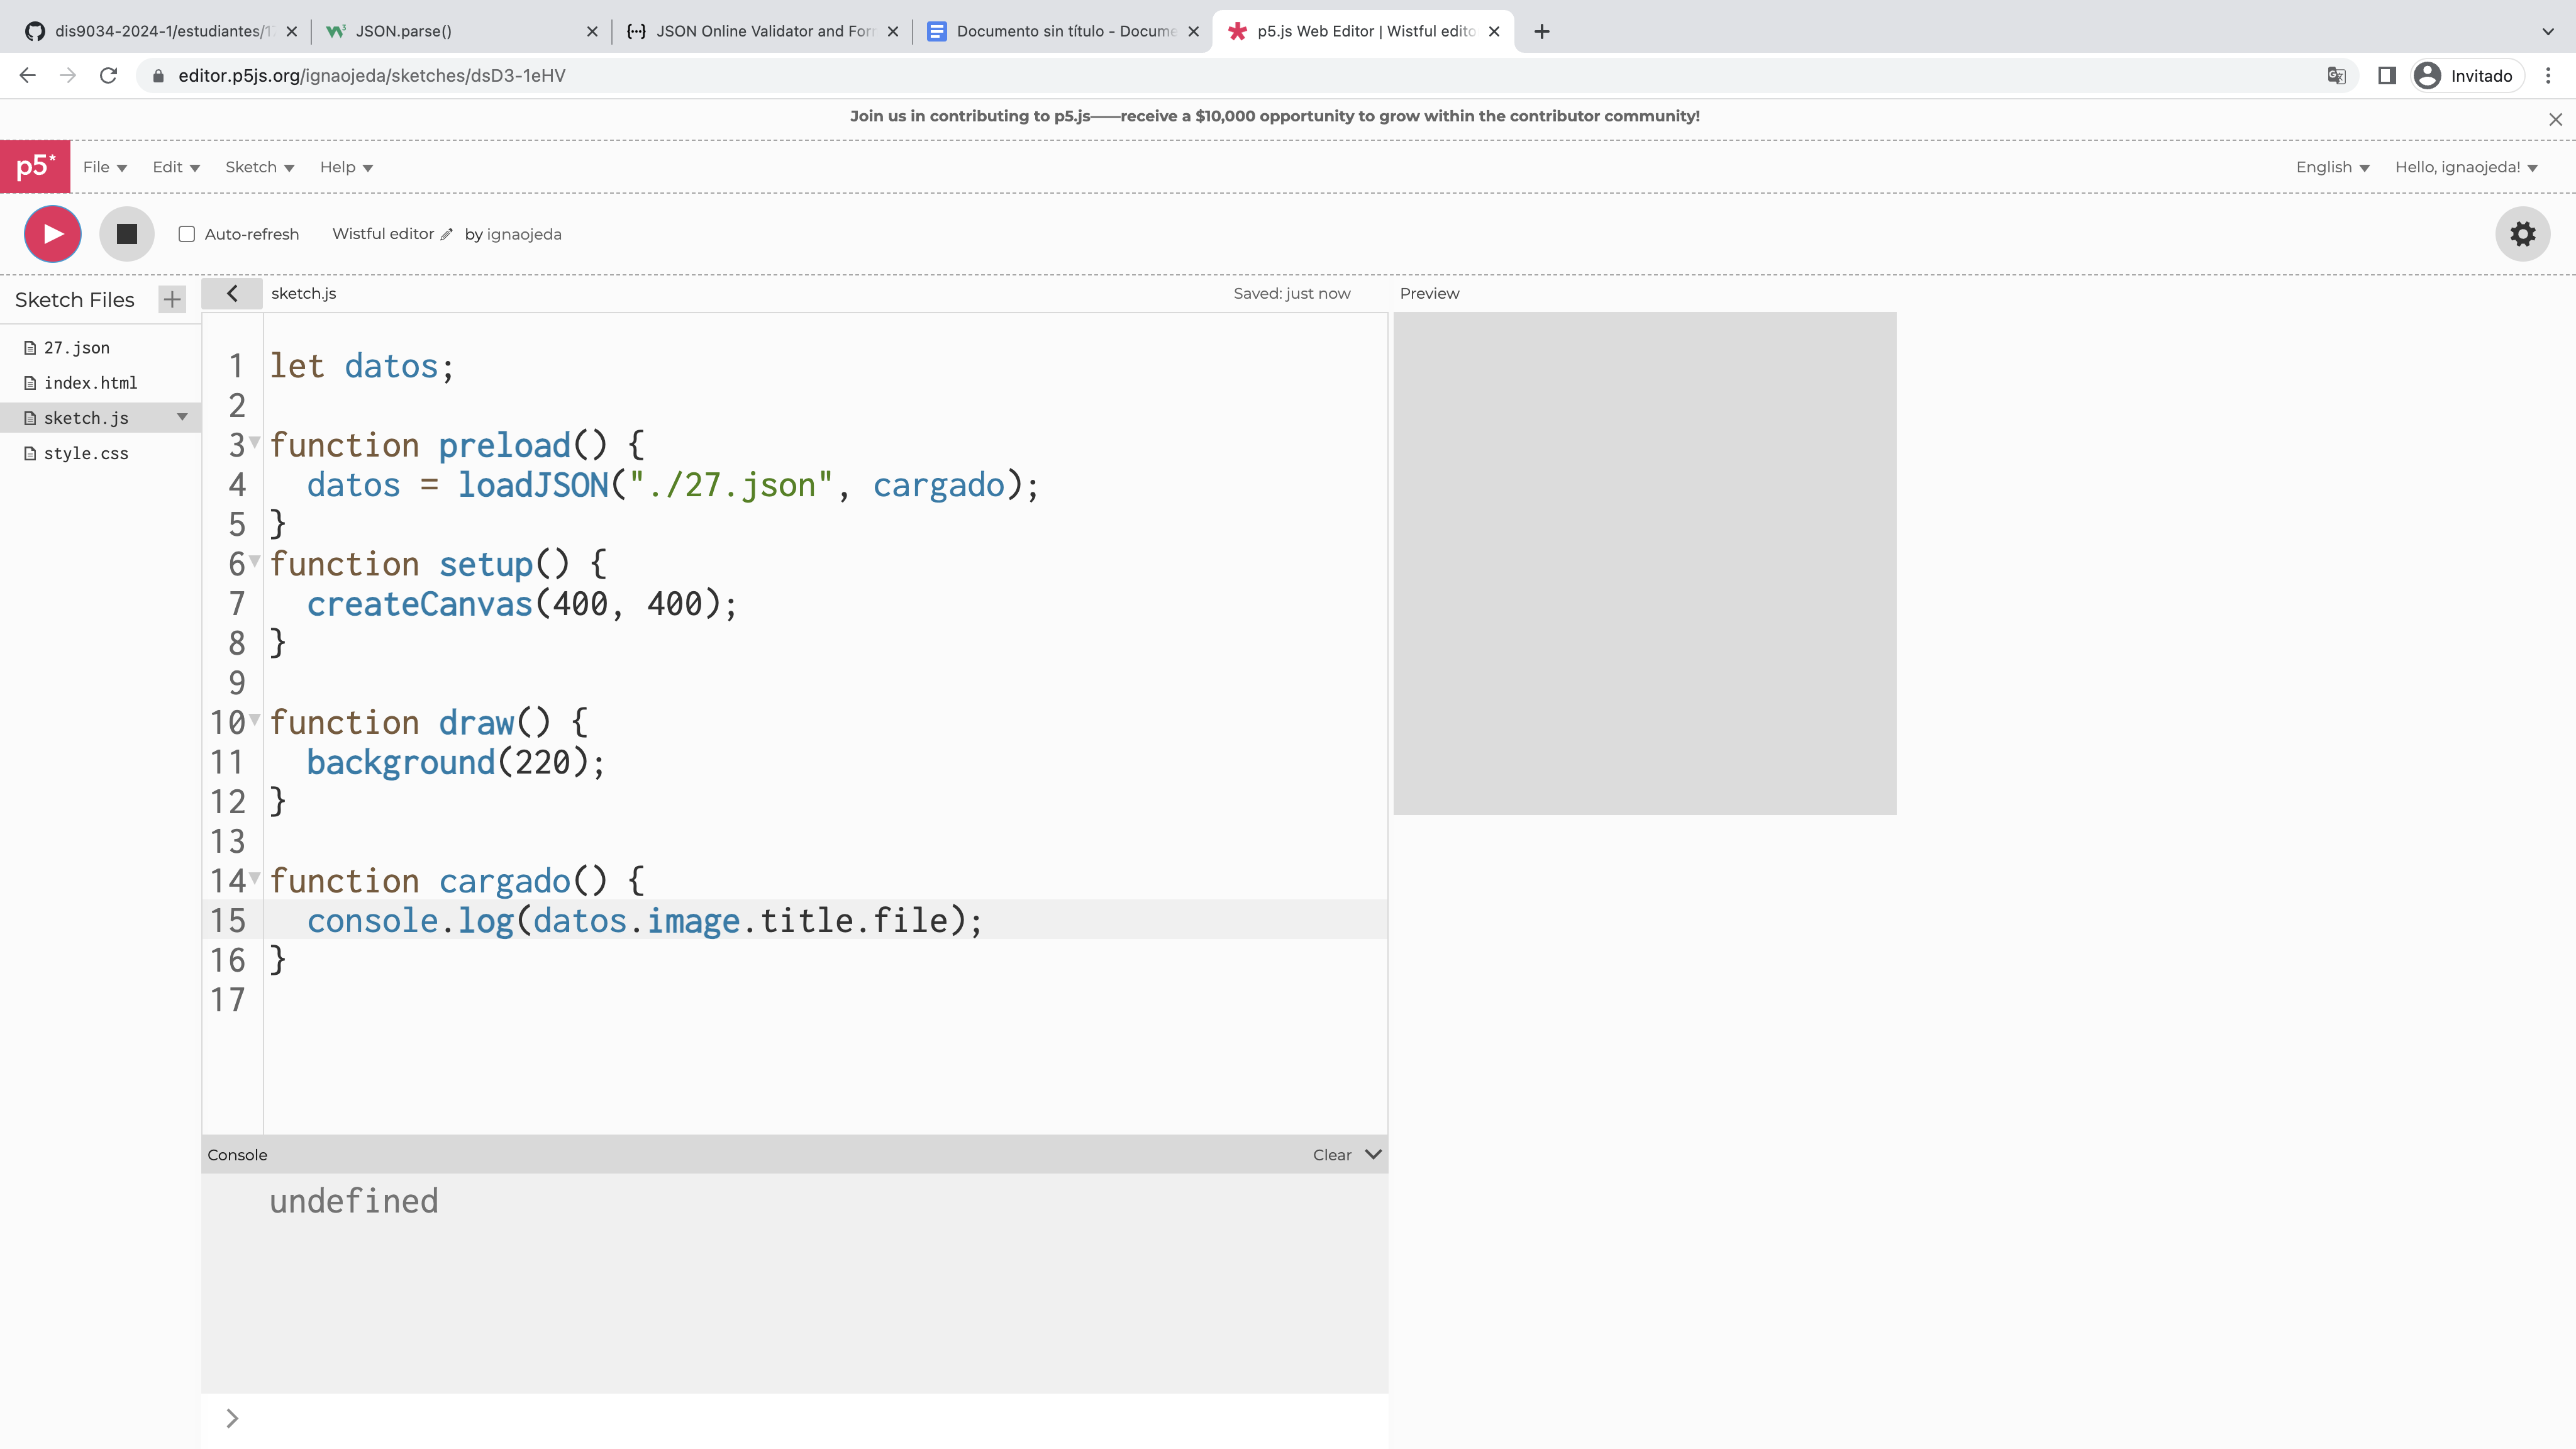 dis9034-2024-1/estudiantes/1
JSON.parse()
JSON Online Validator and For
Documento sin título - Docume
p5.js Web Editor | Wistful edito
editor.p5js.org/ignaojeda/sketches/dsD3-1eHV
Invitado
Join us in contributing to p5.js——receive a $10,000 opportunity to grow within the contributor community!
p5*
File
Edit
Sketch
Help
English
Hello, ignaojeda!
Auto-refresh
Wistful editor
by ignaojeda
Sketch Files
sketch.js
Saved: just now
Preview
27.json
index.html
sketch.js
style.css
1 let datos;
2
3 function preload() {
4 datos = loadJSON("./27.json", cargado);
5 }
6 function setup() {
7 createCanvas(400, 400);
8 }
9
10 function draw() {
11 background(220);
12 }
13
14 function cargado() {
15 console.log(datos.image.title.file);
16 }
17
Console
Clear
undefined